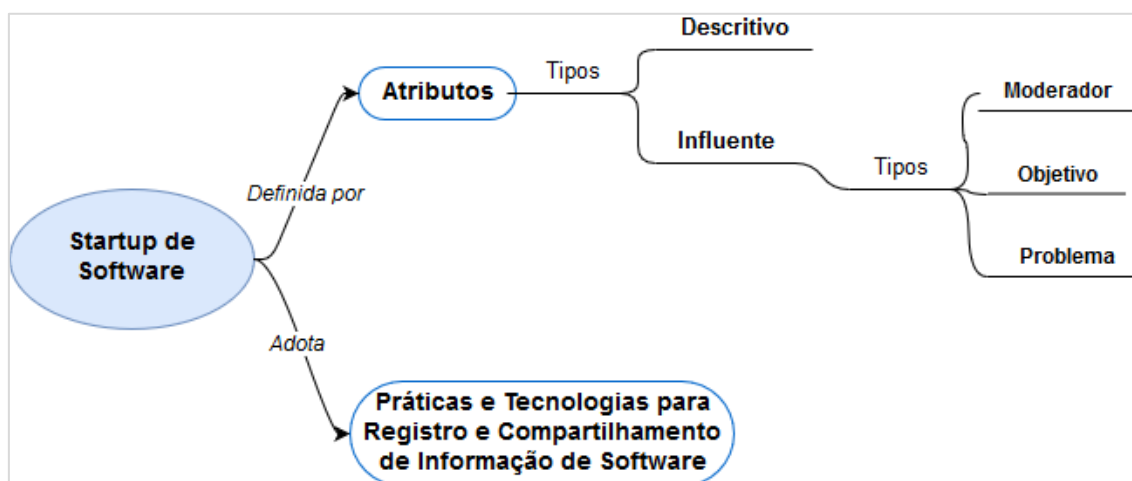 Descritivo
Tipos
Atributos
Moderador
Influente
Tipos
Objetivo
Definida por
Startup de
Software
Problema
Adota
Práticas e Tecnologias para
Registro e Compartilhamento
de Informação de Software